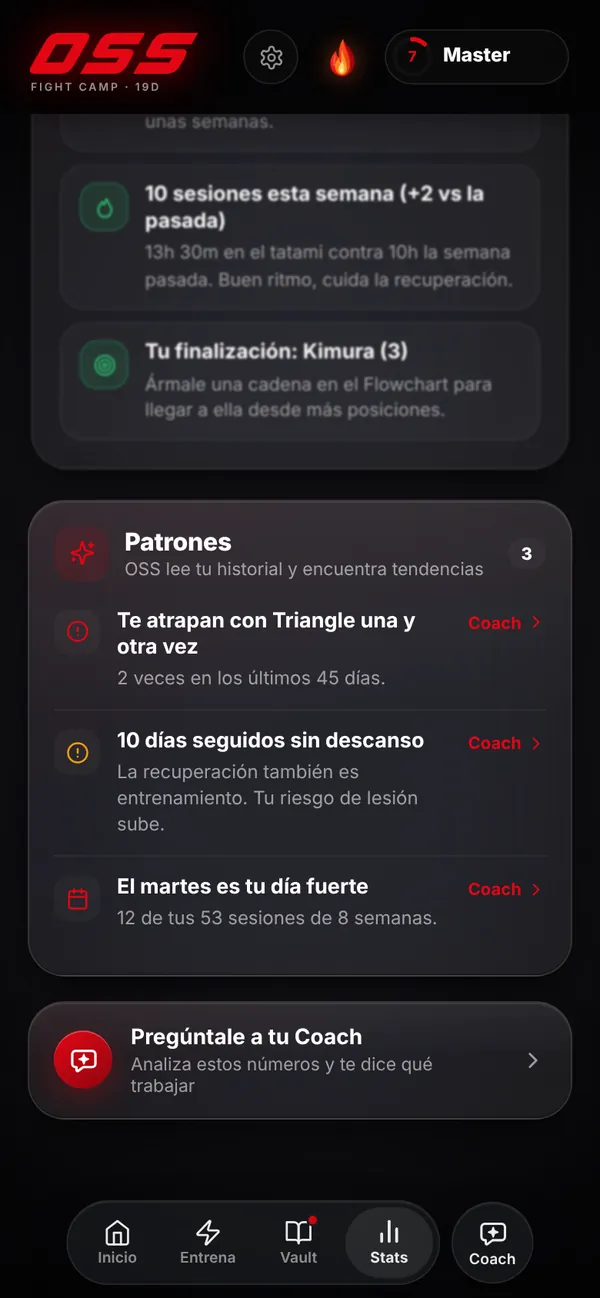 OSS
FIGHT CAMP · 19D
7
Master
unas semanas.
10 sesiones esta semana (+2 vs la
pasada)
13h 30m en el tatami contra 10h la semana
pasada. Buen ritmo, cuida la recuperación.
Tu finalización: Kimura (3)
Ármale una cadena en el Flowchart para
llegar a ella desde más posiciones.
Patrones
OSS lee tu historial y encuentra tendencias
3
Te atrapan con Triangle una y
otra vez
Coach
2 veces en los últimos 45 días.
10 días seguidos sin descanso
Coach
La recuperación también es
entrenamiento. Tu riesgo de lesión
sube.
El martes es tu día fuerte
Coach
12 de tus 53 sesiones de 8 semanas.
Pregúntale a tu Coach
Analiza estos números y te dice qué
trabajar
Inicio
Entrena
Vault
Stats
Coach